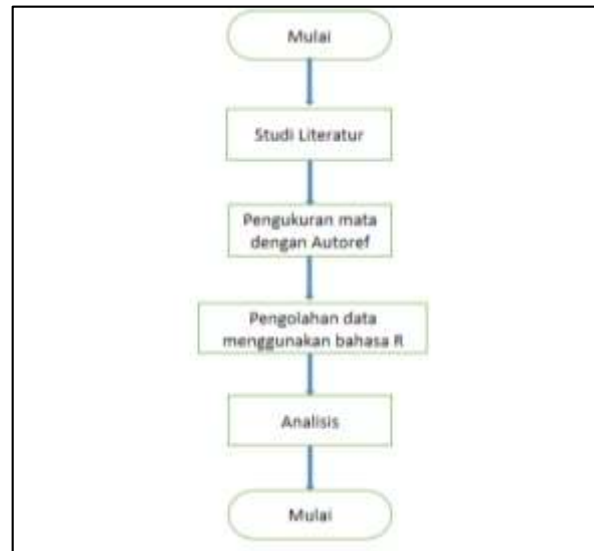 Mulai
Studi Literatur
Pengukuran mata
dengan Autoref
Pengolahan data
menggunakan bahasa R
Analisis
Mulai